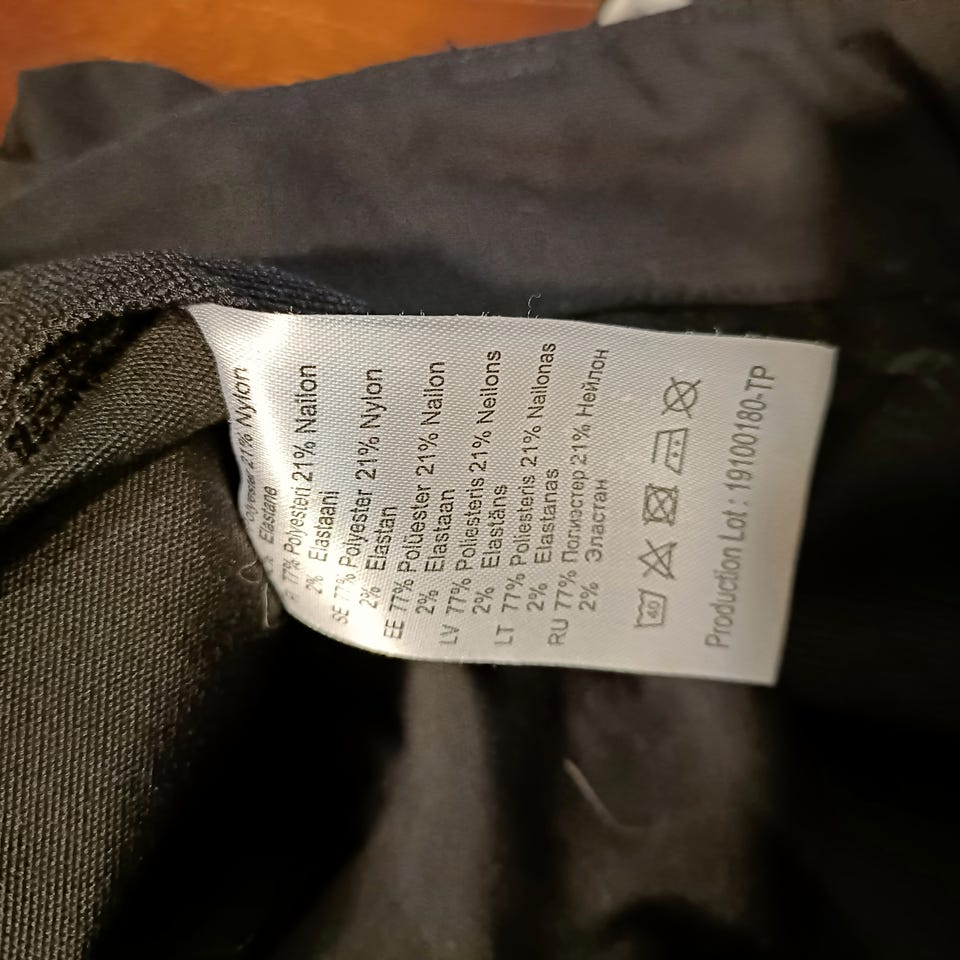 Polyester 21% Nylon
Elastane
77% Polyesteri 21% Nailon
2% Elastaani
SE 77% Polyester 21% Nylon
2% Elastan
EE 77% Polüester 21% Nailon
2% Elastaan
LV 77% Poliesteris 21% Neilons
2% Elastāns
LT 77% Poliesteris 21% Nailonas
2% Elastanas
RU 77% Полиэстер 21% Нейлон
2% Эластан
40
Production Lot : 19100180-TP